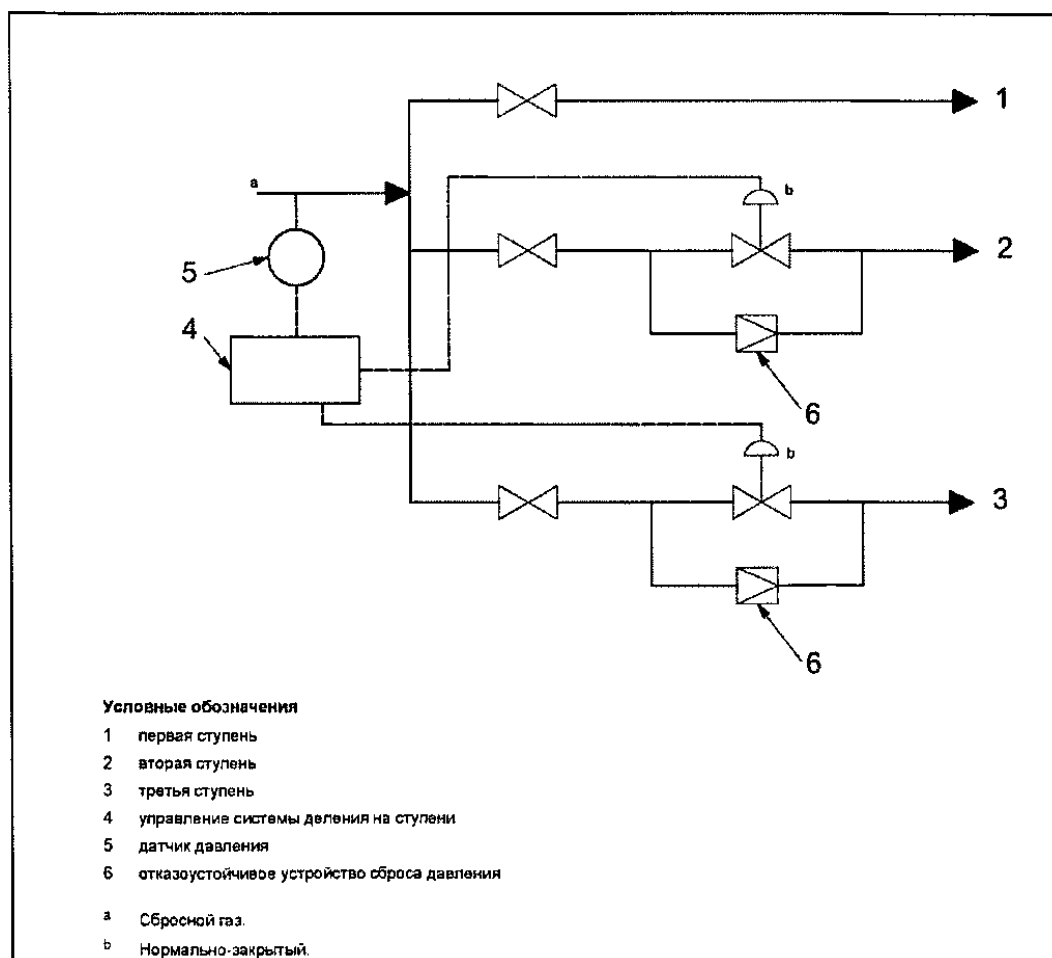 1
a
b
5
2
4
6
b
3
6
Условные обозначения
1 первая ступень
2 вторая ступень
3 третья ступень
4 управление системы деления на ступени
5 датчик давления
6 отказоустойчивое устройство сброса давления
a Сбросной газ.
b Нормально-закрытый.